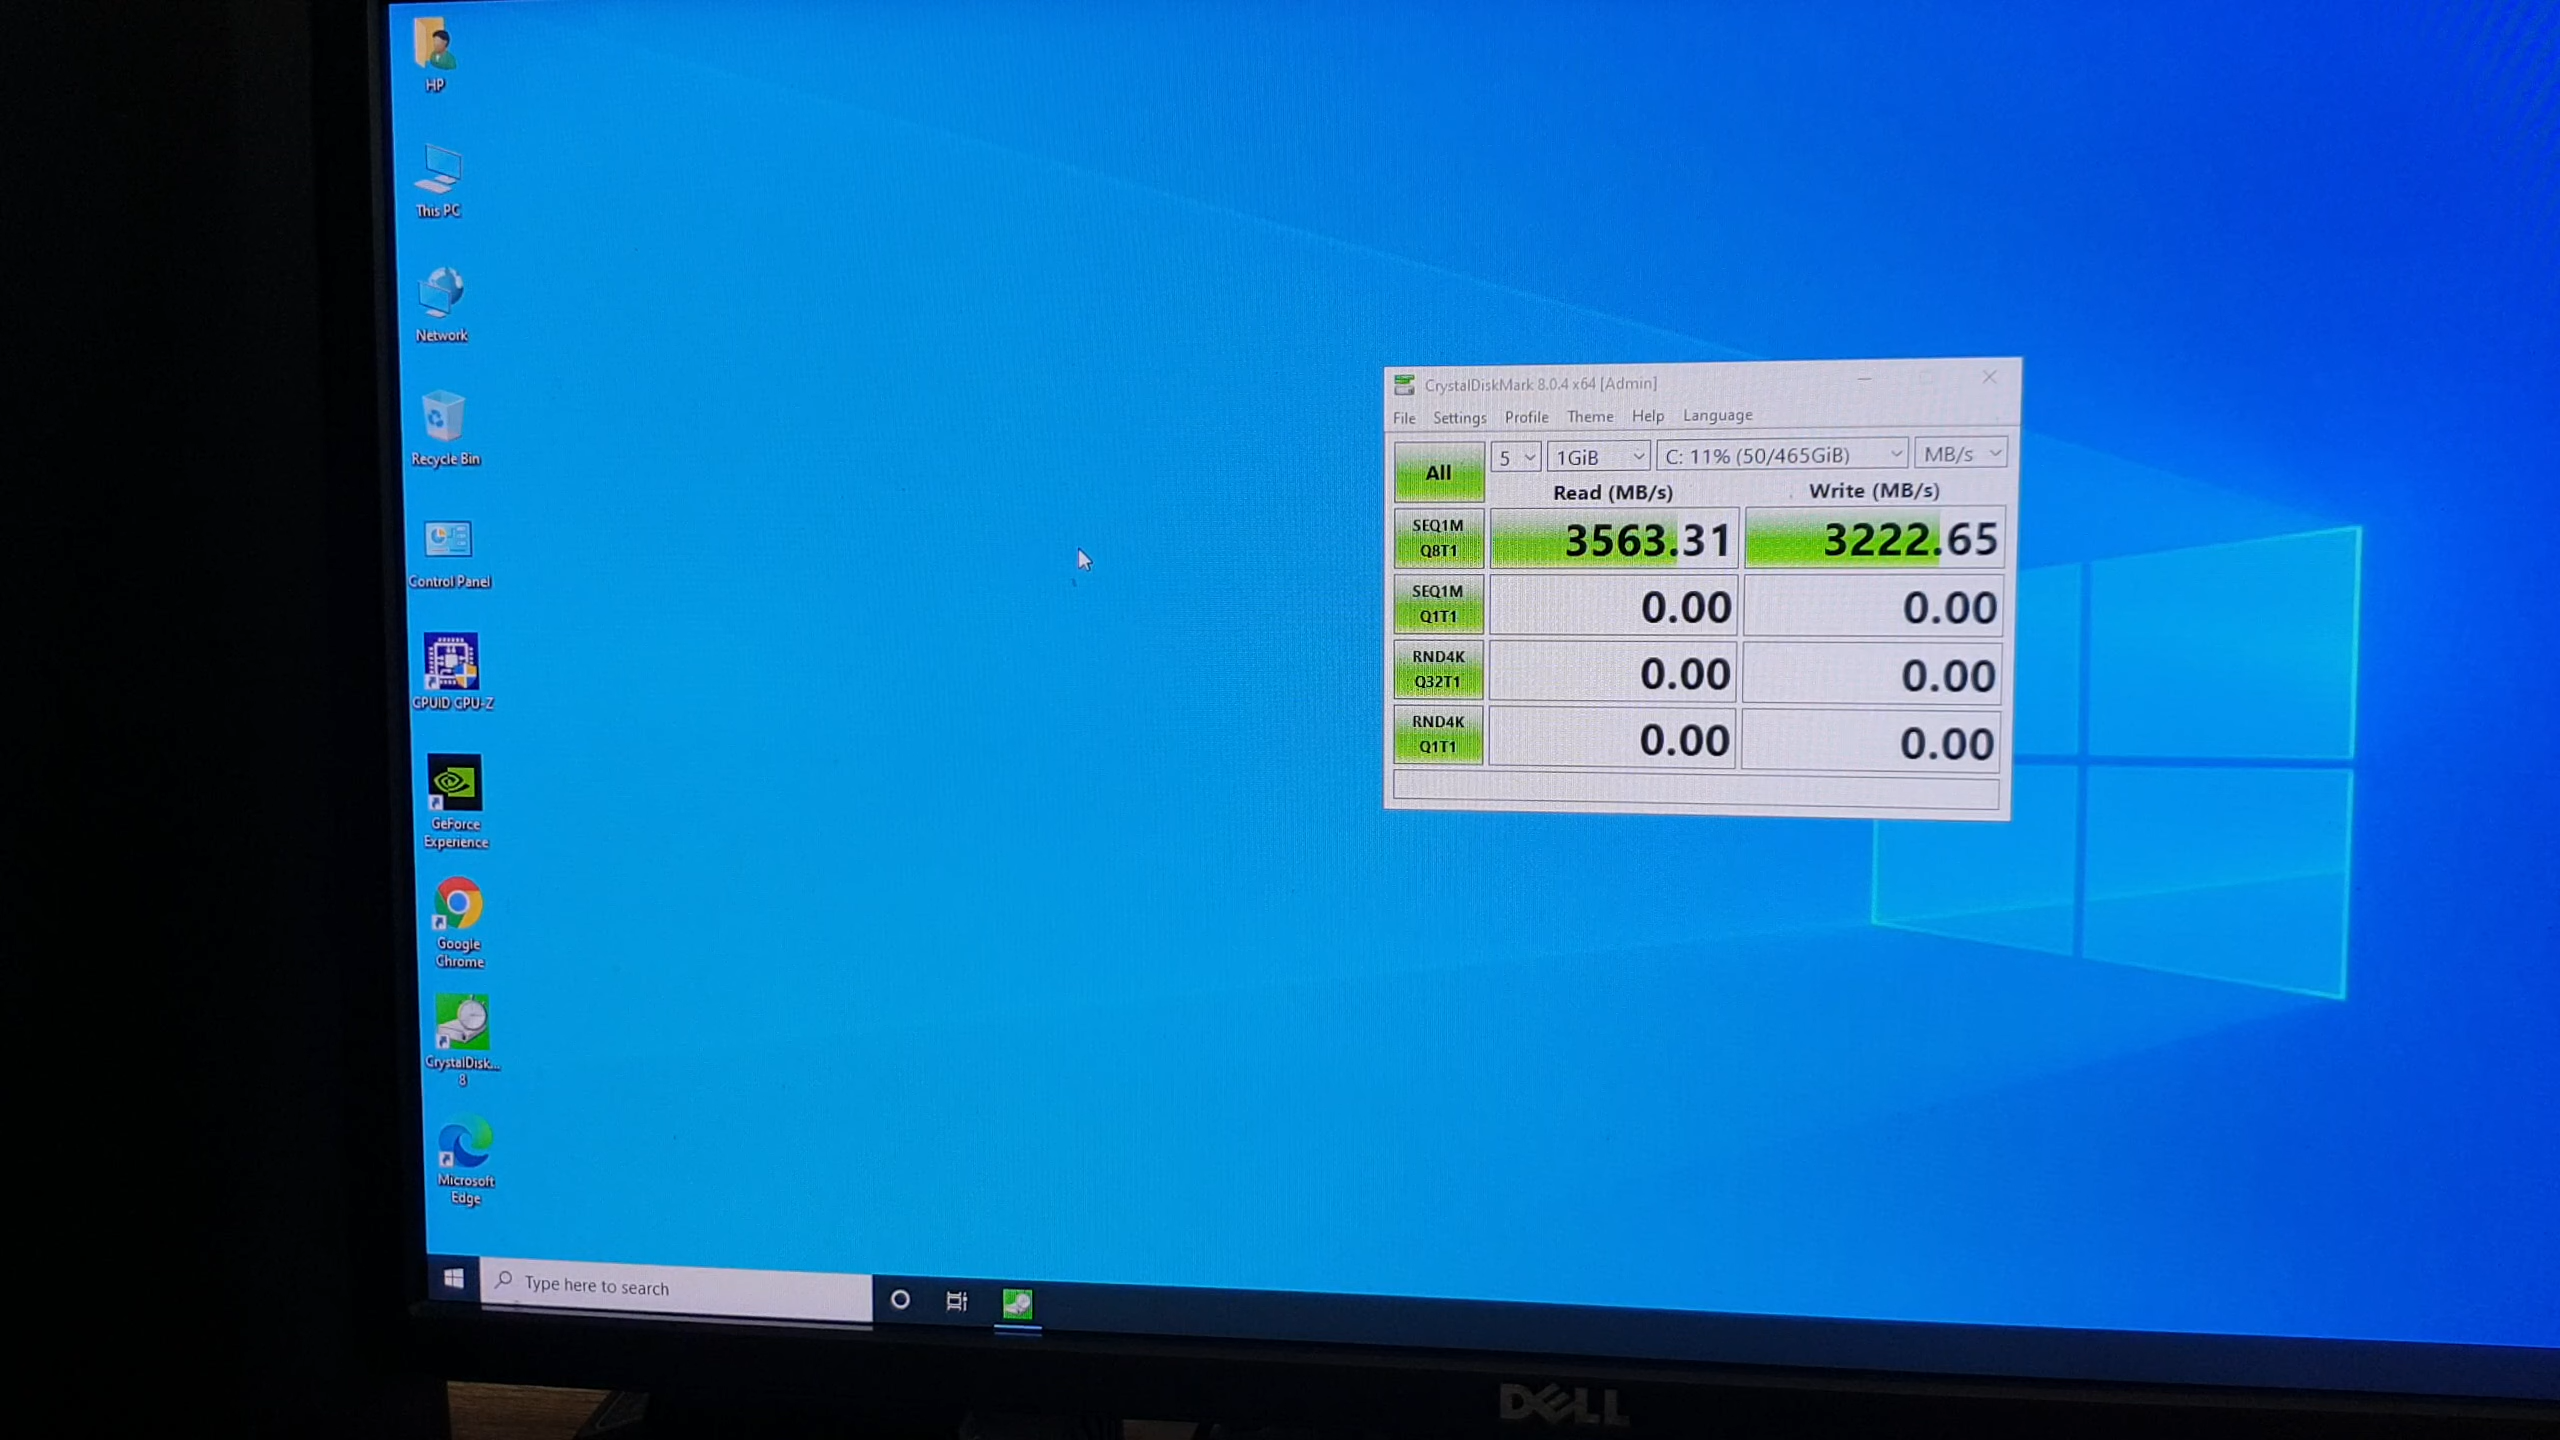 HP
This PC
Network
Recycle Bin
Control Panel
CPUID CPU-Z
GeForce
Experience
Google
Chrome
CrystalDisk...
8
Microsoft
Edge
CrystalDiskMark 8.0.4 x64 [Admin]
File Settings Profile Theme Help Language
All 5 1GiB C: 11% (50/465GiB) MB/s
Read (MB/s) Write (MB/s)
SEQ1M
Q8T1 3563.31 3222.65
SEQ1M
Q1T1 0.00 0.00
RND4K
Q32T1 0.00 0.00
RND4K
Q1T1 0.00 0.00
Type here to search
DELL